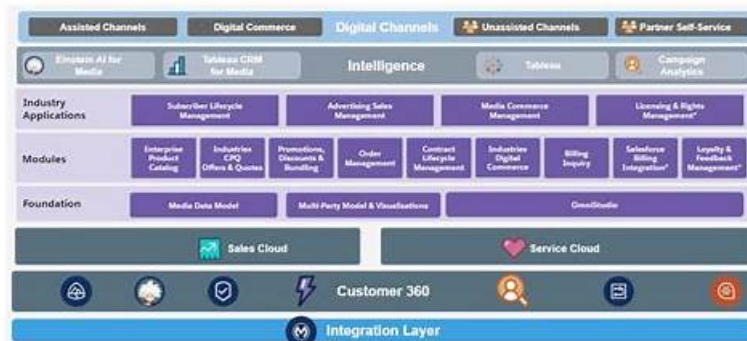 Assisted Channels
Digital Commerce
Digital Channels
Unassisted Channels
Partner Self-Service
Einstein AI for
Media
Tableau CRM
for Media
Intelligence
Tableau
Campaign
Analytics
Industry
Applications
Subscriber Lifecycle
Management
Advertising Sales
Management
Media Commerce
Management
Licensing & Rights
Management*
Modules
Enterprise
Product
Catalog
Industries
CPQ
Offers & Quotes
Promotions,
Discounts &
Bundling
Order
Management
Contract
Lifecycle
Management
Industries
Digital
Commerce
Billing
Inquiry
Salesforce
Billing
Integration*
Loyalty &
Feedback
Management*
Foundation
Media Data Model
Multi-Party Model & Visualizations
OmniStudio
Sales Cloud
Service Cloud
Customer 360
Integration Layer